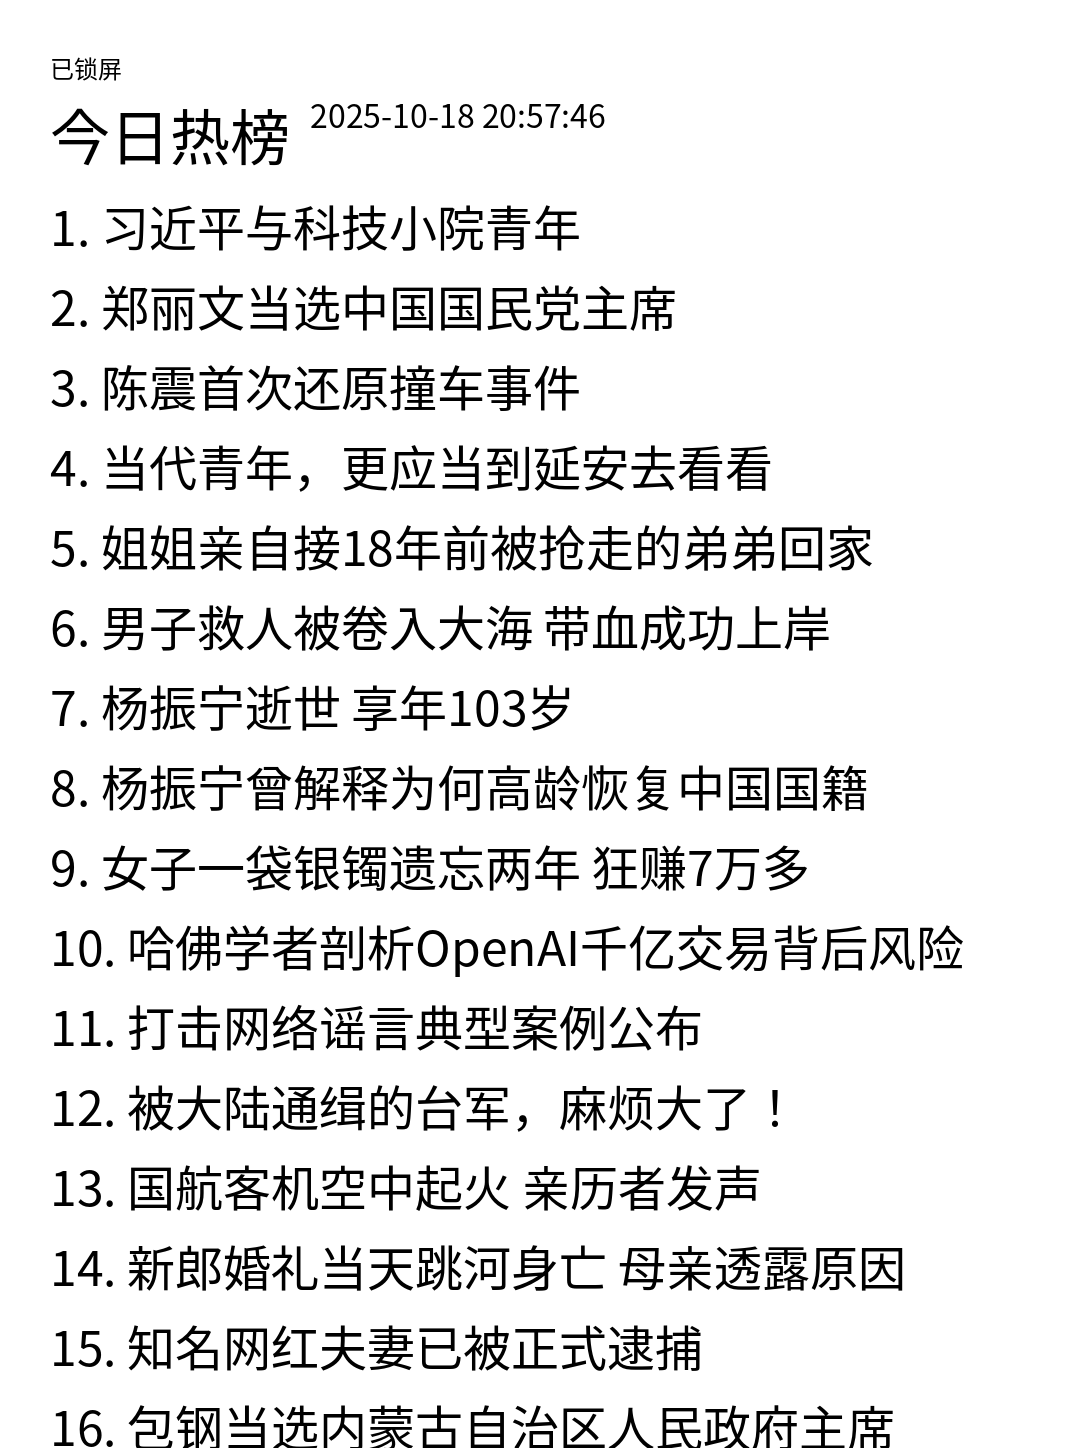 已锁屏
今日热榜 2025-10-18 20:57:46
1. 习近平与科技小院青年
2. 郑丽文当选中国国民党主席
3. 陈震首次还原撞车事件
4. 当代青年，更应当到延安去看看
5. 姐姐亲自接18年前被抢走的弟弟回家
6. 男子救人被卷入大海 带血成功上岸
7. 杨振宁逝世 享年103岁
8. 杨振宁曾解释为何高龄恢复中国国籍
9. 女子一袋银镯遗忘两年 狂赚7万多
10. 哈佛学者剖析OpenAI千亿交易背后风险
11. 打击网络谣言典型案例公布
12. 被大陆通缉的台军，麻烦大了！
13. 国航客机空中起火 亲历者发声
14. 新郎婚礼当天跳河身亡 母亲透露原因
15. 知名网红夫妻已被正式逮捕
16. 包钢当选内蒙古自治区人民政府主席